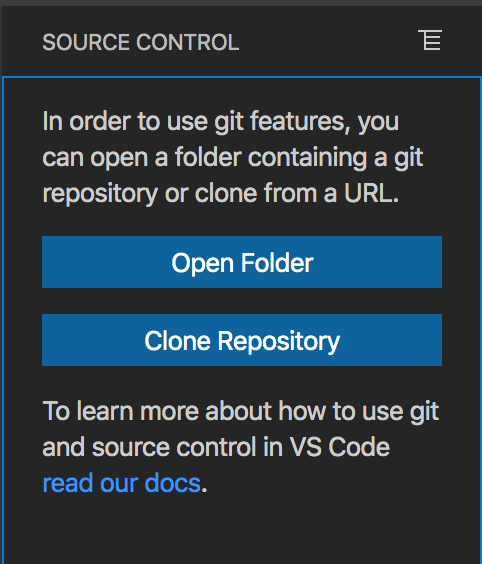 SOURCE CONTROL
In order to use git features, you
can open a folder containing a git
repository or clone from a URL.
Open Folder
Clone Repository
To learn more about how to use git
and source control in VS Code
read our docs.